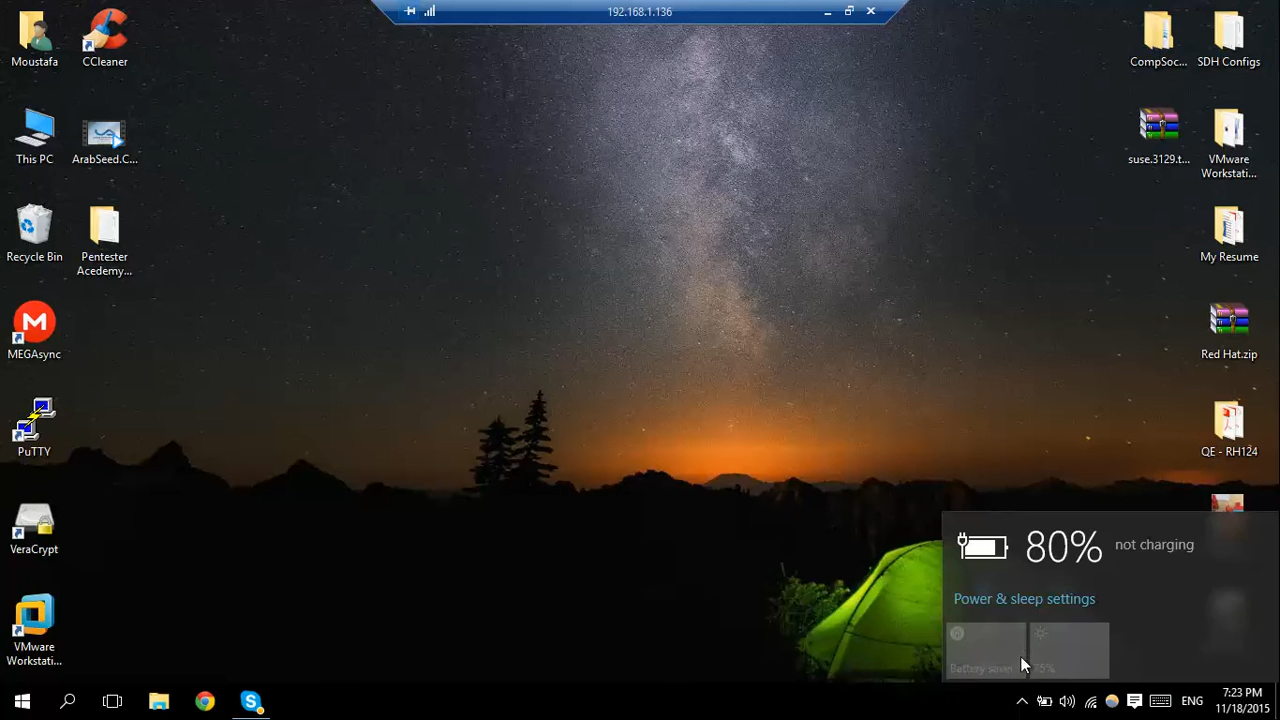 192.168.1.136
Moustafa
CCleaner
This PC
ArabSeed.C...
Recycle Bin
Pentester
Acedemy...
MEGAsync
PuTTY
VeraCrypt
VMware
Workstati...
CompSoc...
SDH Configs
suse.3129.t...
VMware
Workstati...
My Resume
Red Hat.zip
QE - RH124
80% not charging
Power & sleep settings
Battery saver
75%
ENG
7:23 PM
11/18/2015